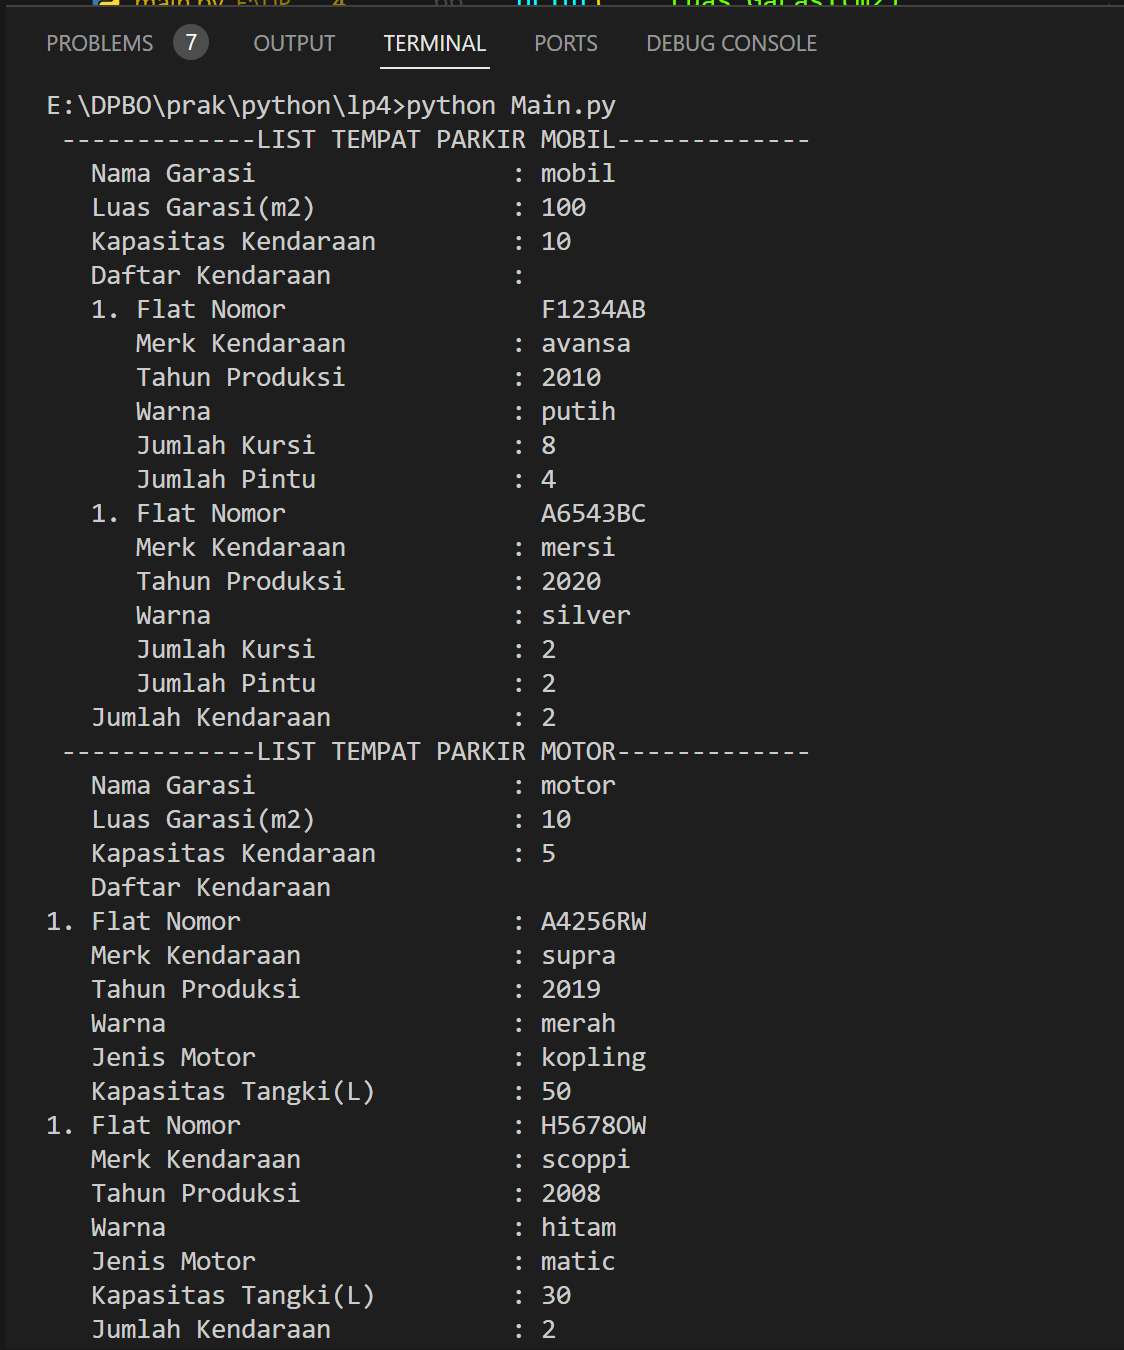 PROBLEMS 7 OUTPUT TERMINAL PORTS DEBUG CONSOLE
E:\DPBO\prak\python\lp4>python Main.py
-------------LIST TEMPAT PARKIR MOBIL-------------
Nama Garasi : mobil
Luas Garasi(m2) : 100
Kapasitas Kendaraan : 10
Daftar Kendaraan :
1. Flat Nomor F1234AB
Merk Kendaraan : avansa
Tahun Produksi : 2010
Warna : putih
Jumlah Kursi : 8
Jumlah Pintu : 4
1. Flat Nomor A6543BC
Merk Kendaraan : mersi
Tahun Produksi : 2020
Warna : silver
Jumlah Kursi : 2
Jumlah Pintu : 2
Jumlah Kendaraan : 2
-------------LIST TEMPAT PARKIR MOTOR-------------
Nama Garasi : motor
Luas Garasi(m2) : 10
Kapasitas Kendaraan : 5
Daftar Kendaraan
1. Flat Nomor : A4256RW
Merk Kendaraan : supra
Tahun Produksi : 2019
Warna : merah
Jenis Motor : kopling
Kapasitas Tangki(L) : 50
1. Flat Nomor : H5678OW
Merk Kendaraan : scoppi
Tahun Produksi : 2008
Warna : hitam
Jenis Motor : matic
Kapasitas Tangki(L) : 30
Jumlah Kendaraan : 2